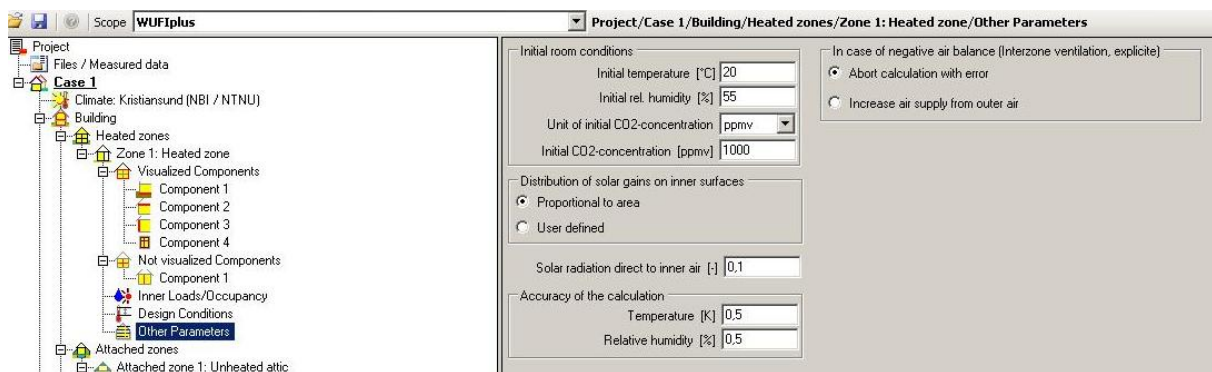 Scope WUFIplus Project/Case 1/Building/Heated zones/Zone 1: Heated zone/Other Parameters
Project
Files / Measured data
Case 1
Climate: Kristiansund (NBI / NTNU)
Building
Heated zones
Zone 1: Heated zone
Visualized Components
Component 1
Component 2
Component 3
Component 4
Not visualized Components
Component 1
Inner Loads/Occupancy
Design Conditions
Other Parameters
Attached zones
Attached zone 1: Unheated attic
Initial room conditions
Initial temperature [°C] 20
Initial rel. humidity [%] 55
Unit of initial CO2-concentration ppmv
Initial CO2-concentration [ppmv] 1000
Distribution of solar gains on inner surfaces
Proportional to area
User defined
Solar radiation direct to inner air [-] 0,1
Accuracy of the calculation
Temperature [K] 0,5
Relative humidity [%] 0,5
In case of negative air balance (Interzone ventilation, explicite)
Abort calculation with error
Increase air supply from outer air